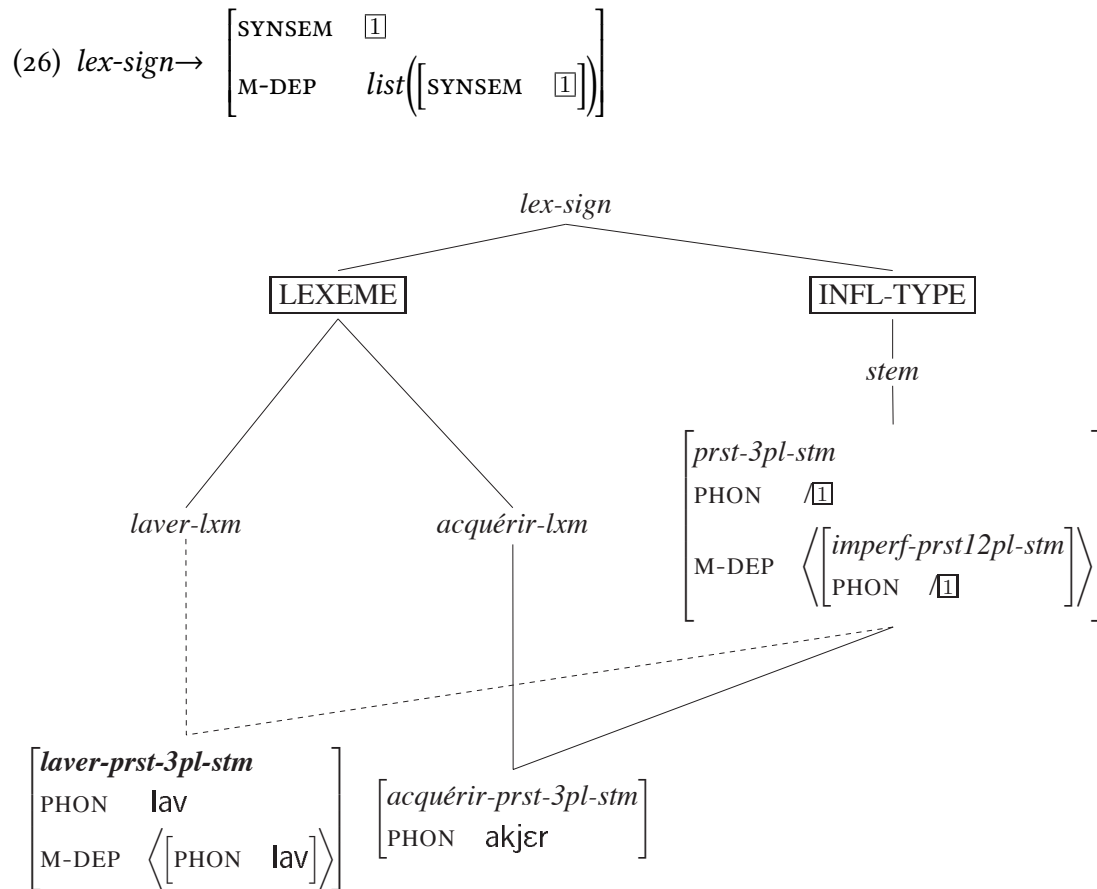 (26) lex-sign→ [SYNSEM 1
M-DEP list([SYNSEM 1])]
lex-sign
LEXEME INFL-TYPE
stem
prst-3pl-stm
PHON /1
laver-lxm acquérir-lxm
M-DEP ⟨[imperf-prst12pl-stm
PHON /1]⟩
laver-prst-3pl-stm
PHON lav
M-DEP ⟨[PHON lav]⟩
acquérir-prst-3pl-stm
PHON akjɛr